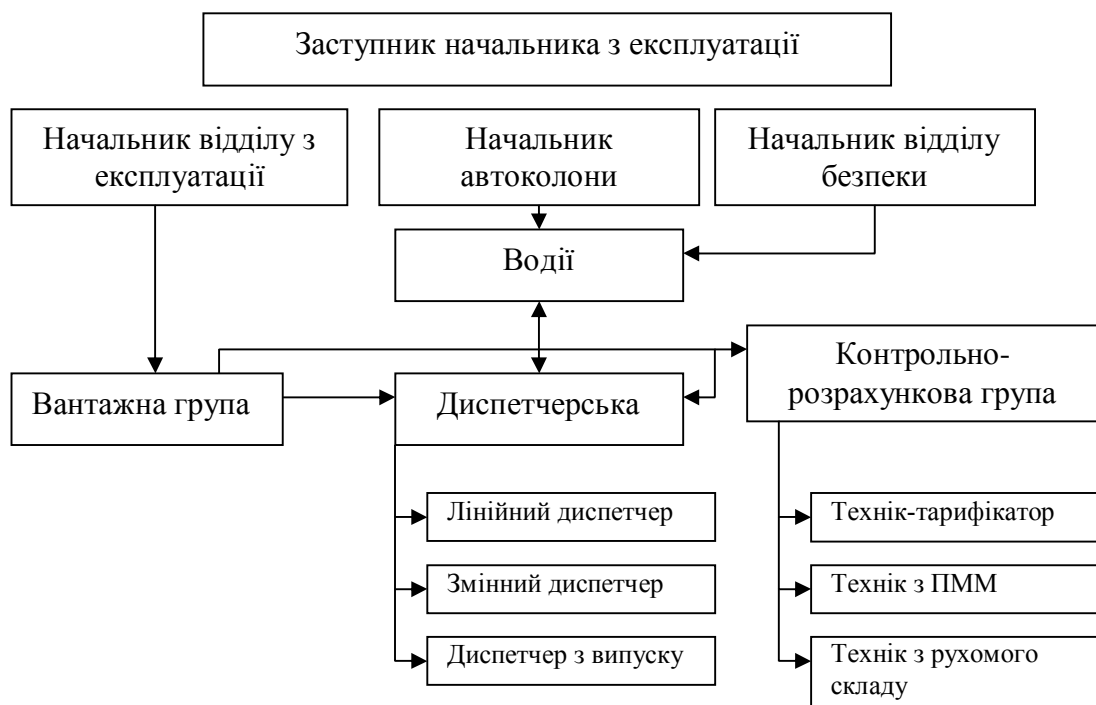 Заступник начальника з експлуатації
Начальник відділу з
експлуатації
Начальник
автоколони
Начальник відділу
безпеки
Водії
Вантажна група
Диспетчерська
Контрольно-
розрахункова група
Лінійний диспетчер
Змінний диспетчер
Диспетчер з випуску
Технік-тарифікатор
Технік з ПММ
Технік з рухомого
складу